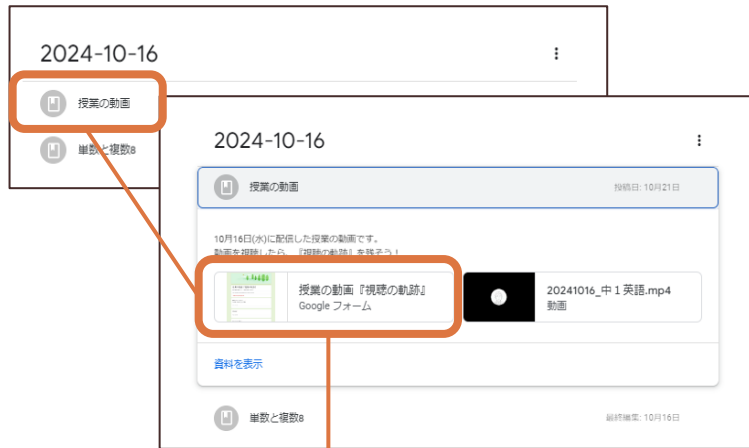 2024-10-16
授業の動画
単数と複数8
2024-10-16
授業の動画
投稿日: 10月21日
10月16日(水)に配信した授業の動画です。
動画を視聴したら、『視聴の軌跡』を残そう!
授業の動画『視聴の軌跡』
Google フォーム
20241016_中1英語.mp4
動画
資料を表示
単数と複数8
最終編集: 10月16日